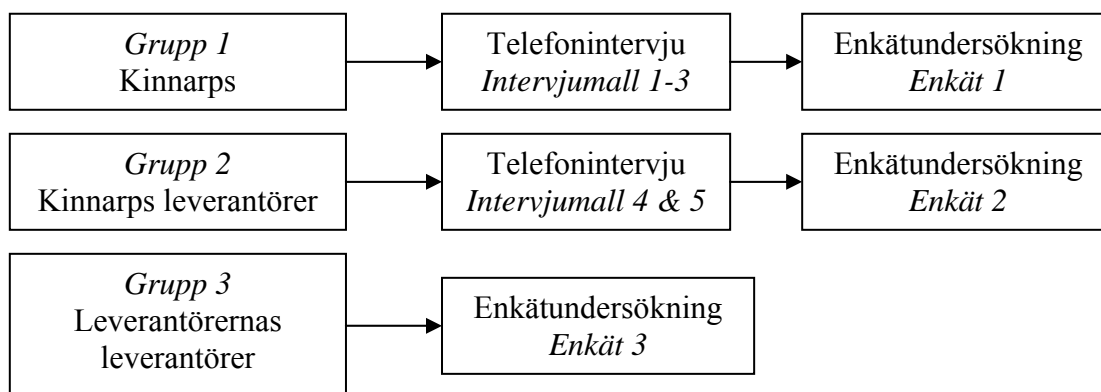 Grupp 1
Kinnarps
Telefonintervju
Intervjumall 1-3
Enkätundersökning
Enkät 1
Grupp 2
Kinnarps leverantörer
Telefonintervju
Intervjumall 4 & 5
Enkätundersökning
Enkät 2
Grupp 3
Leverantörernas
leverantörer
Enkätundersökning
Enkät 3